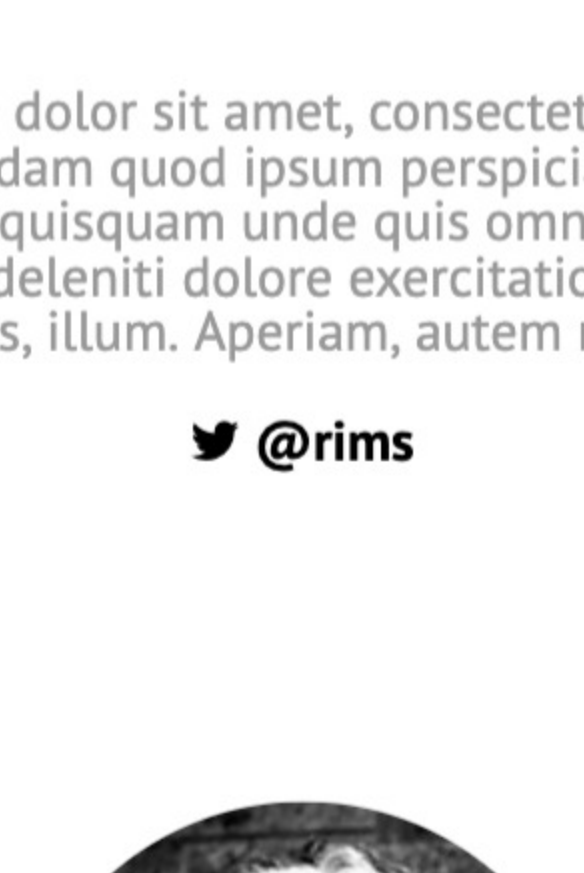 dolor sit amet, consectet
dam quod ipsum perspici
quisquam unde quis omn
deleniti dolore exercitatio
s, illum. Aperiam, autem
@rims